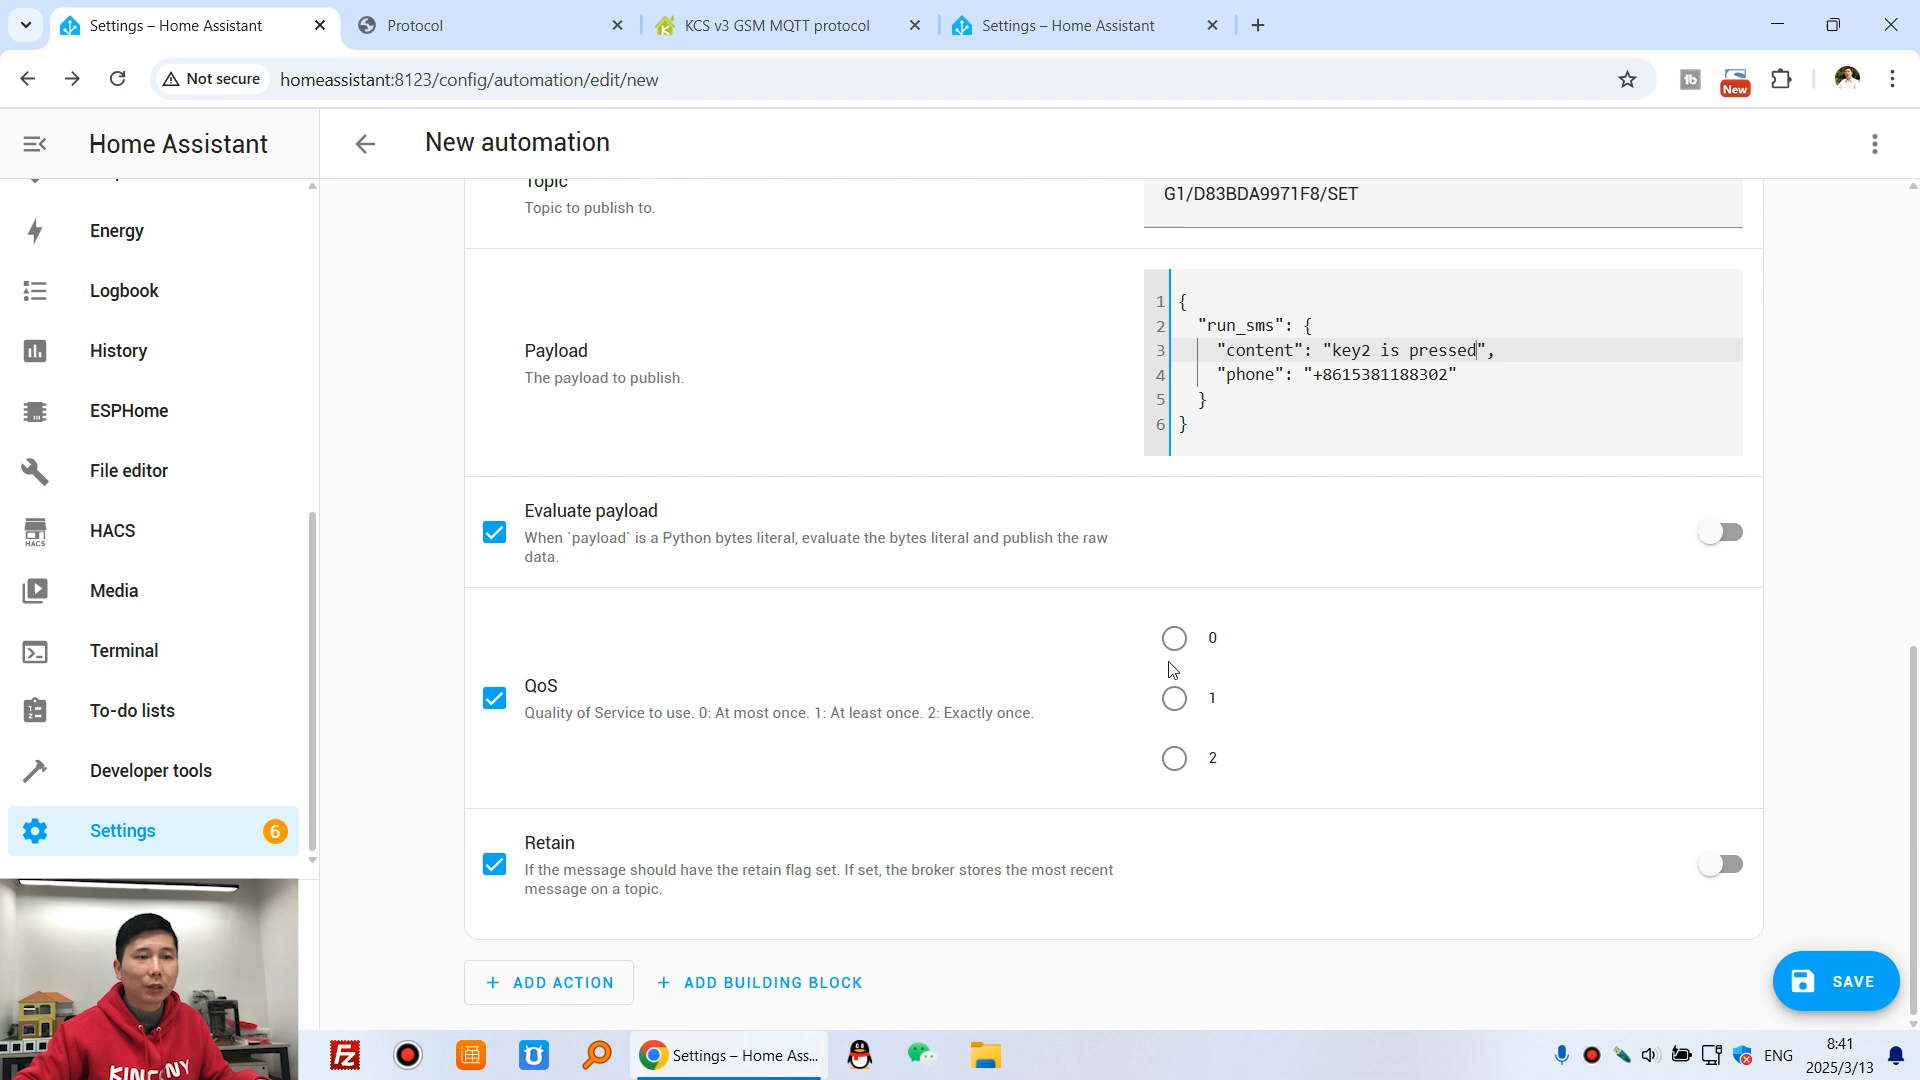 Settings – Home Assistant
Protocol
KCS v3 GSM MQTT protocol
Settings – Home Assistant
Not secure
homeassistant:8123/config/automation/edit/new
New
Home Assistant
New automation
Energy
Logbook
History
ESPHome
File editor
HACS
HACS
Media
Terminal
To-do lists
Developer tools
Settings
6
Topic
Topic to publish to.
G1/D83BDA9971F8/SET
Payload
The payload to publish.
1 {
2 "run_sms": {
3 "content": "key2 is pressed",
4 "phone": "+8615381188302"
5 }
6 }
Evaluate payload
When `payload` is a Python bytes literal, evaluate the bytes literal and publish the raw
data.
QoS
Quality of Service to use. 0: At most once. 1: At least once. 2: Exactly once.
0
1
2
Retain
If the message should have the retain flag set. If set, the broker stores the most recent
message on a topic.
+ ADD ACTION
+ ADD BUILDING BLOCK
SAVE
Settings – Home Ass...
ENG
8:41
2025/3/13